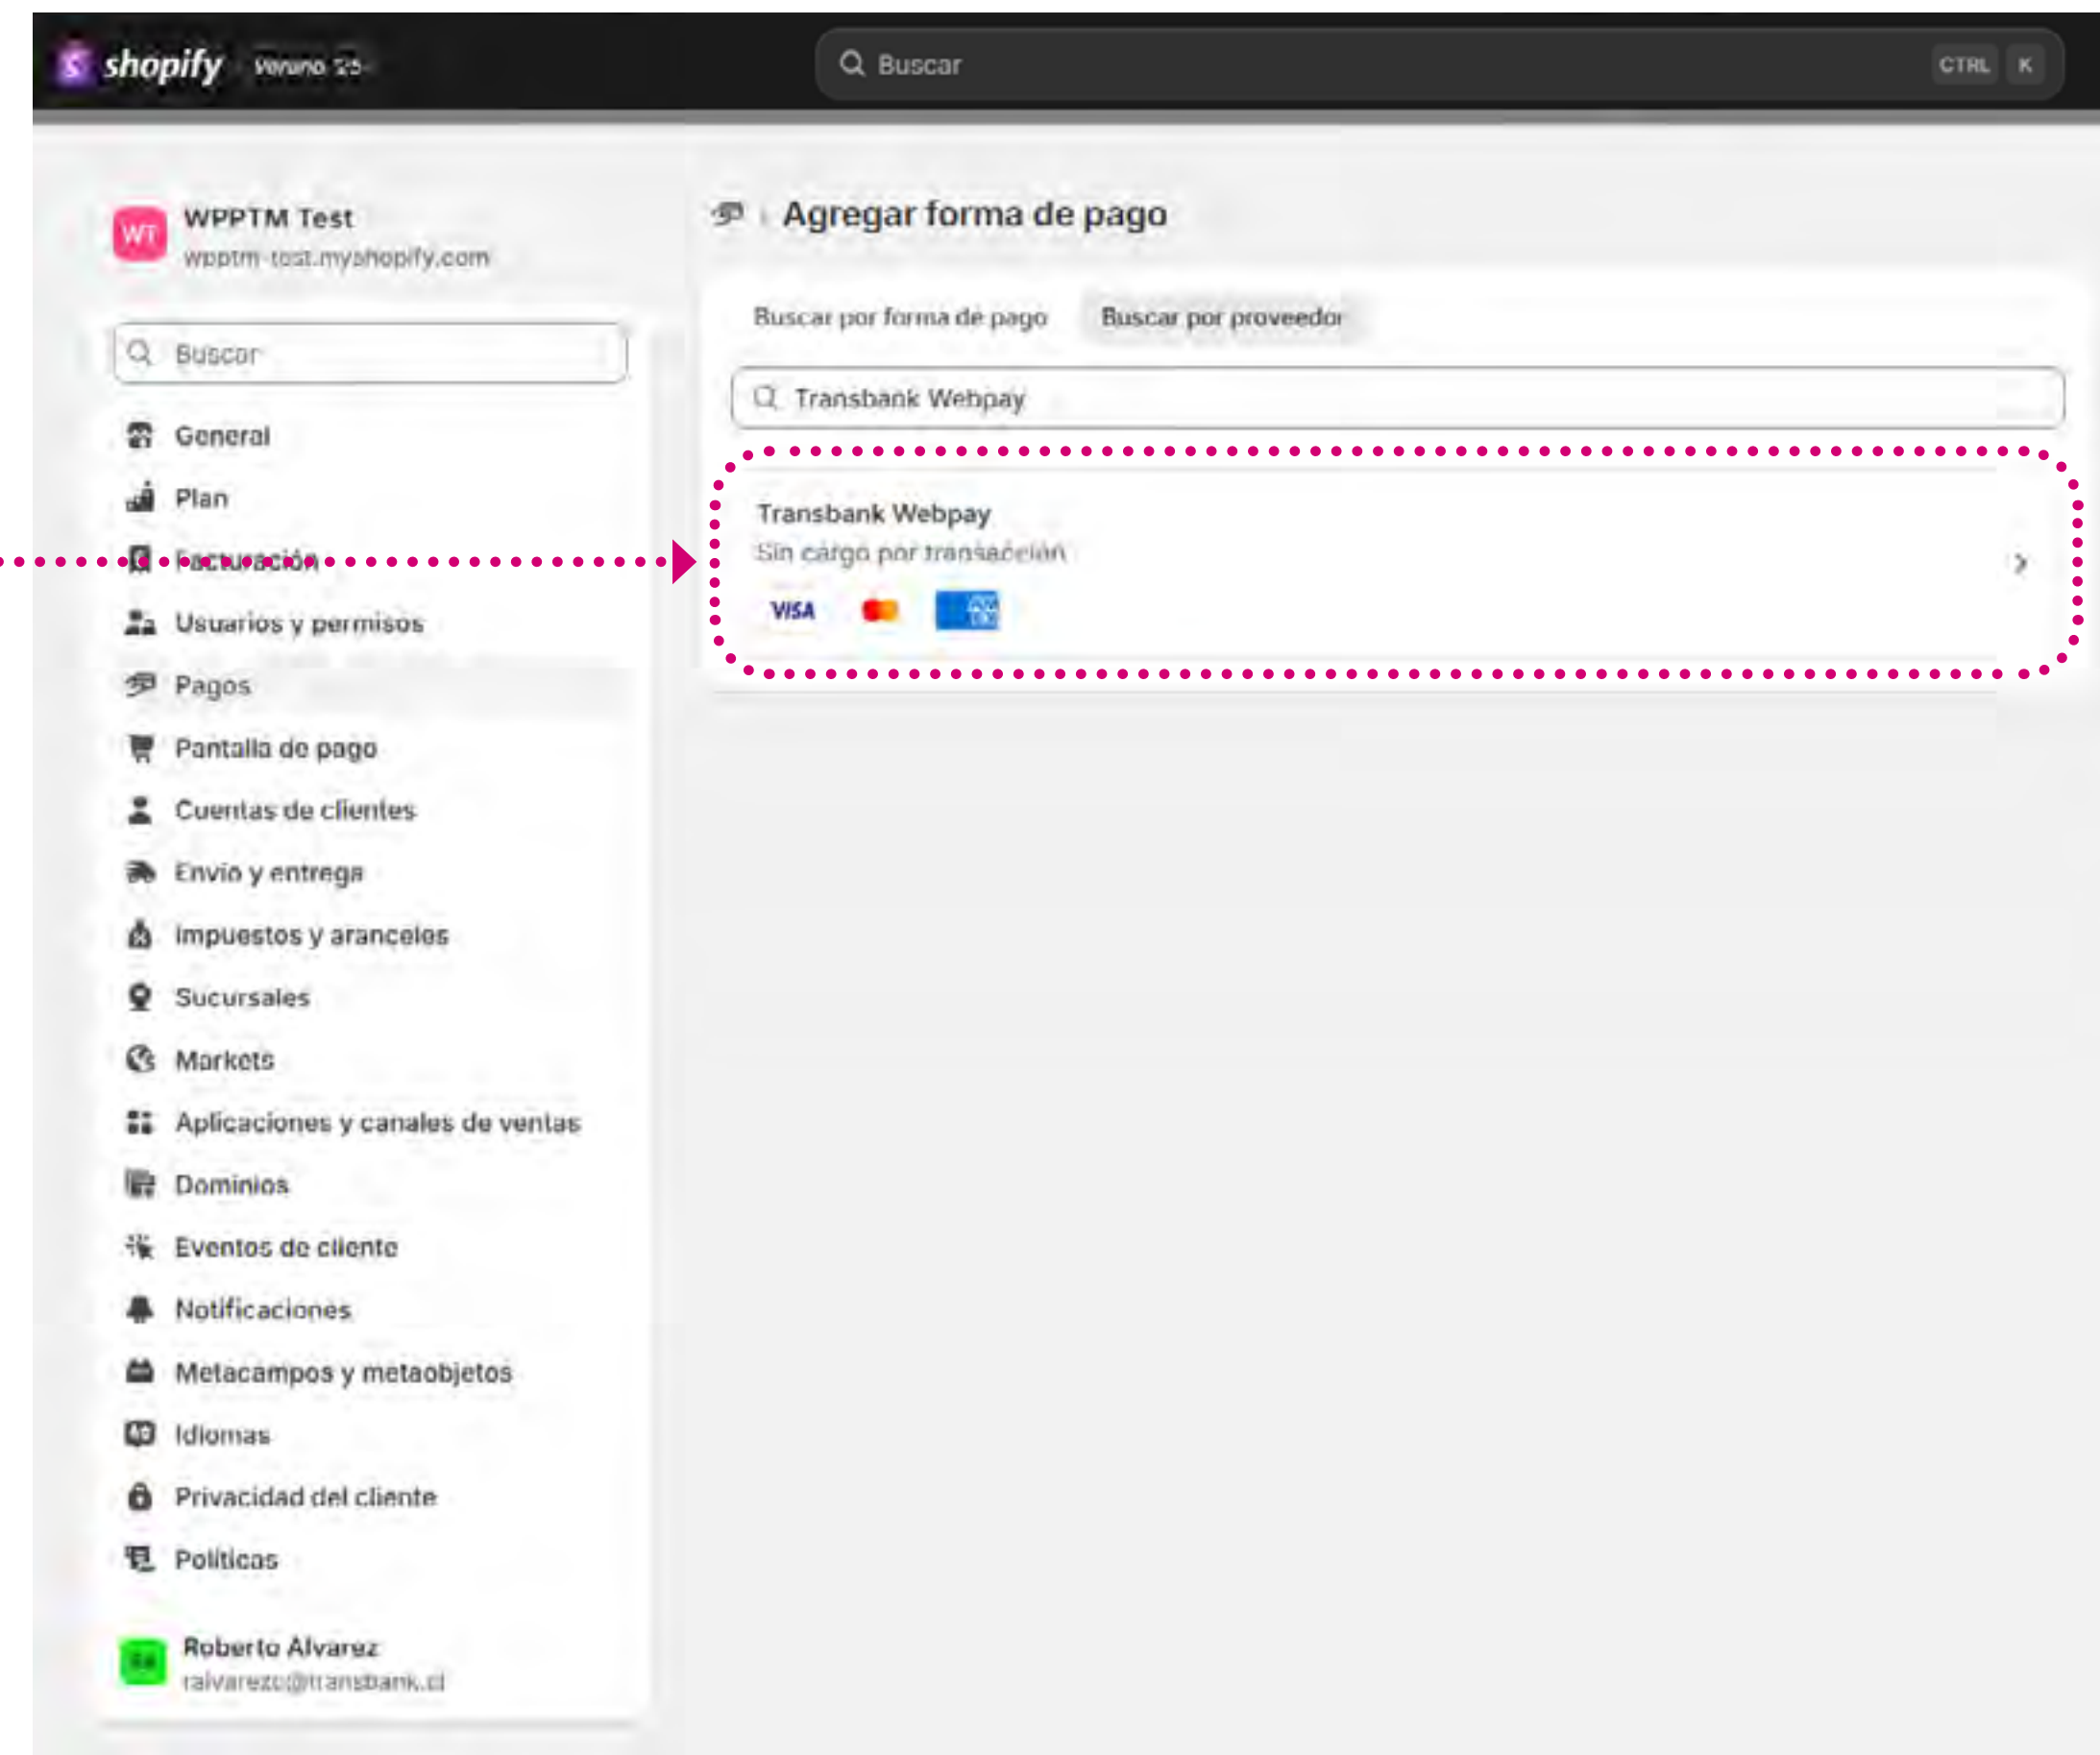 shopify Verano '25
Buscar
CTRL K
WT
WPPTM Test
wpptm-test.myshopify.com
Buscar
General
Plan
Facturación
Usuarios y permisos
Pagos
Pantalla de pago
Cuentas de clientes
Envío y entrega
Impuestos y aranceles
Sucursales
Markets
Aplicaciones y canales de ventas
Dominios
Eventos de cliente
Notificaciones
Metacampos y metaobjetos
Idiomas
Privacidad del cliente
Políticas
Roberto Alvarez
Agregar forma de pago
Buscar por forma de pago
Buscar por proveedor
Transbank Webpay
Transbank Webpay
Sin cargo por transacción
VISA